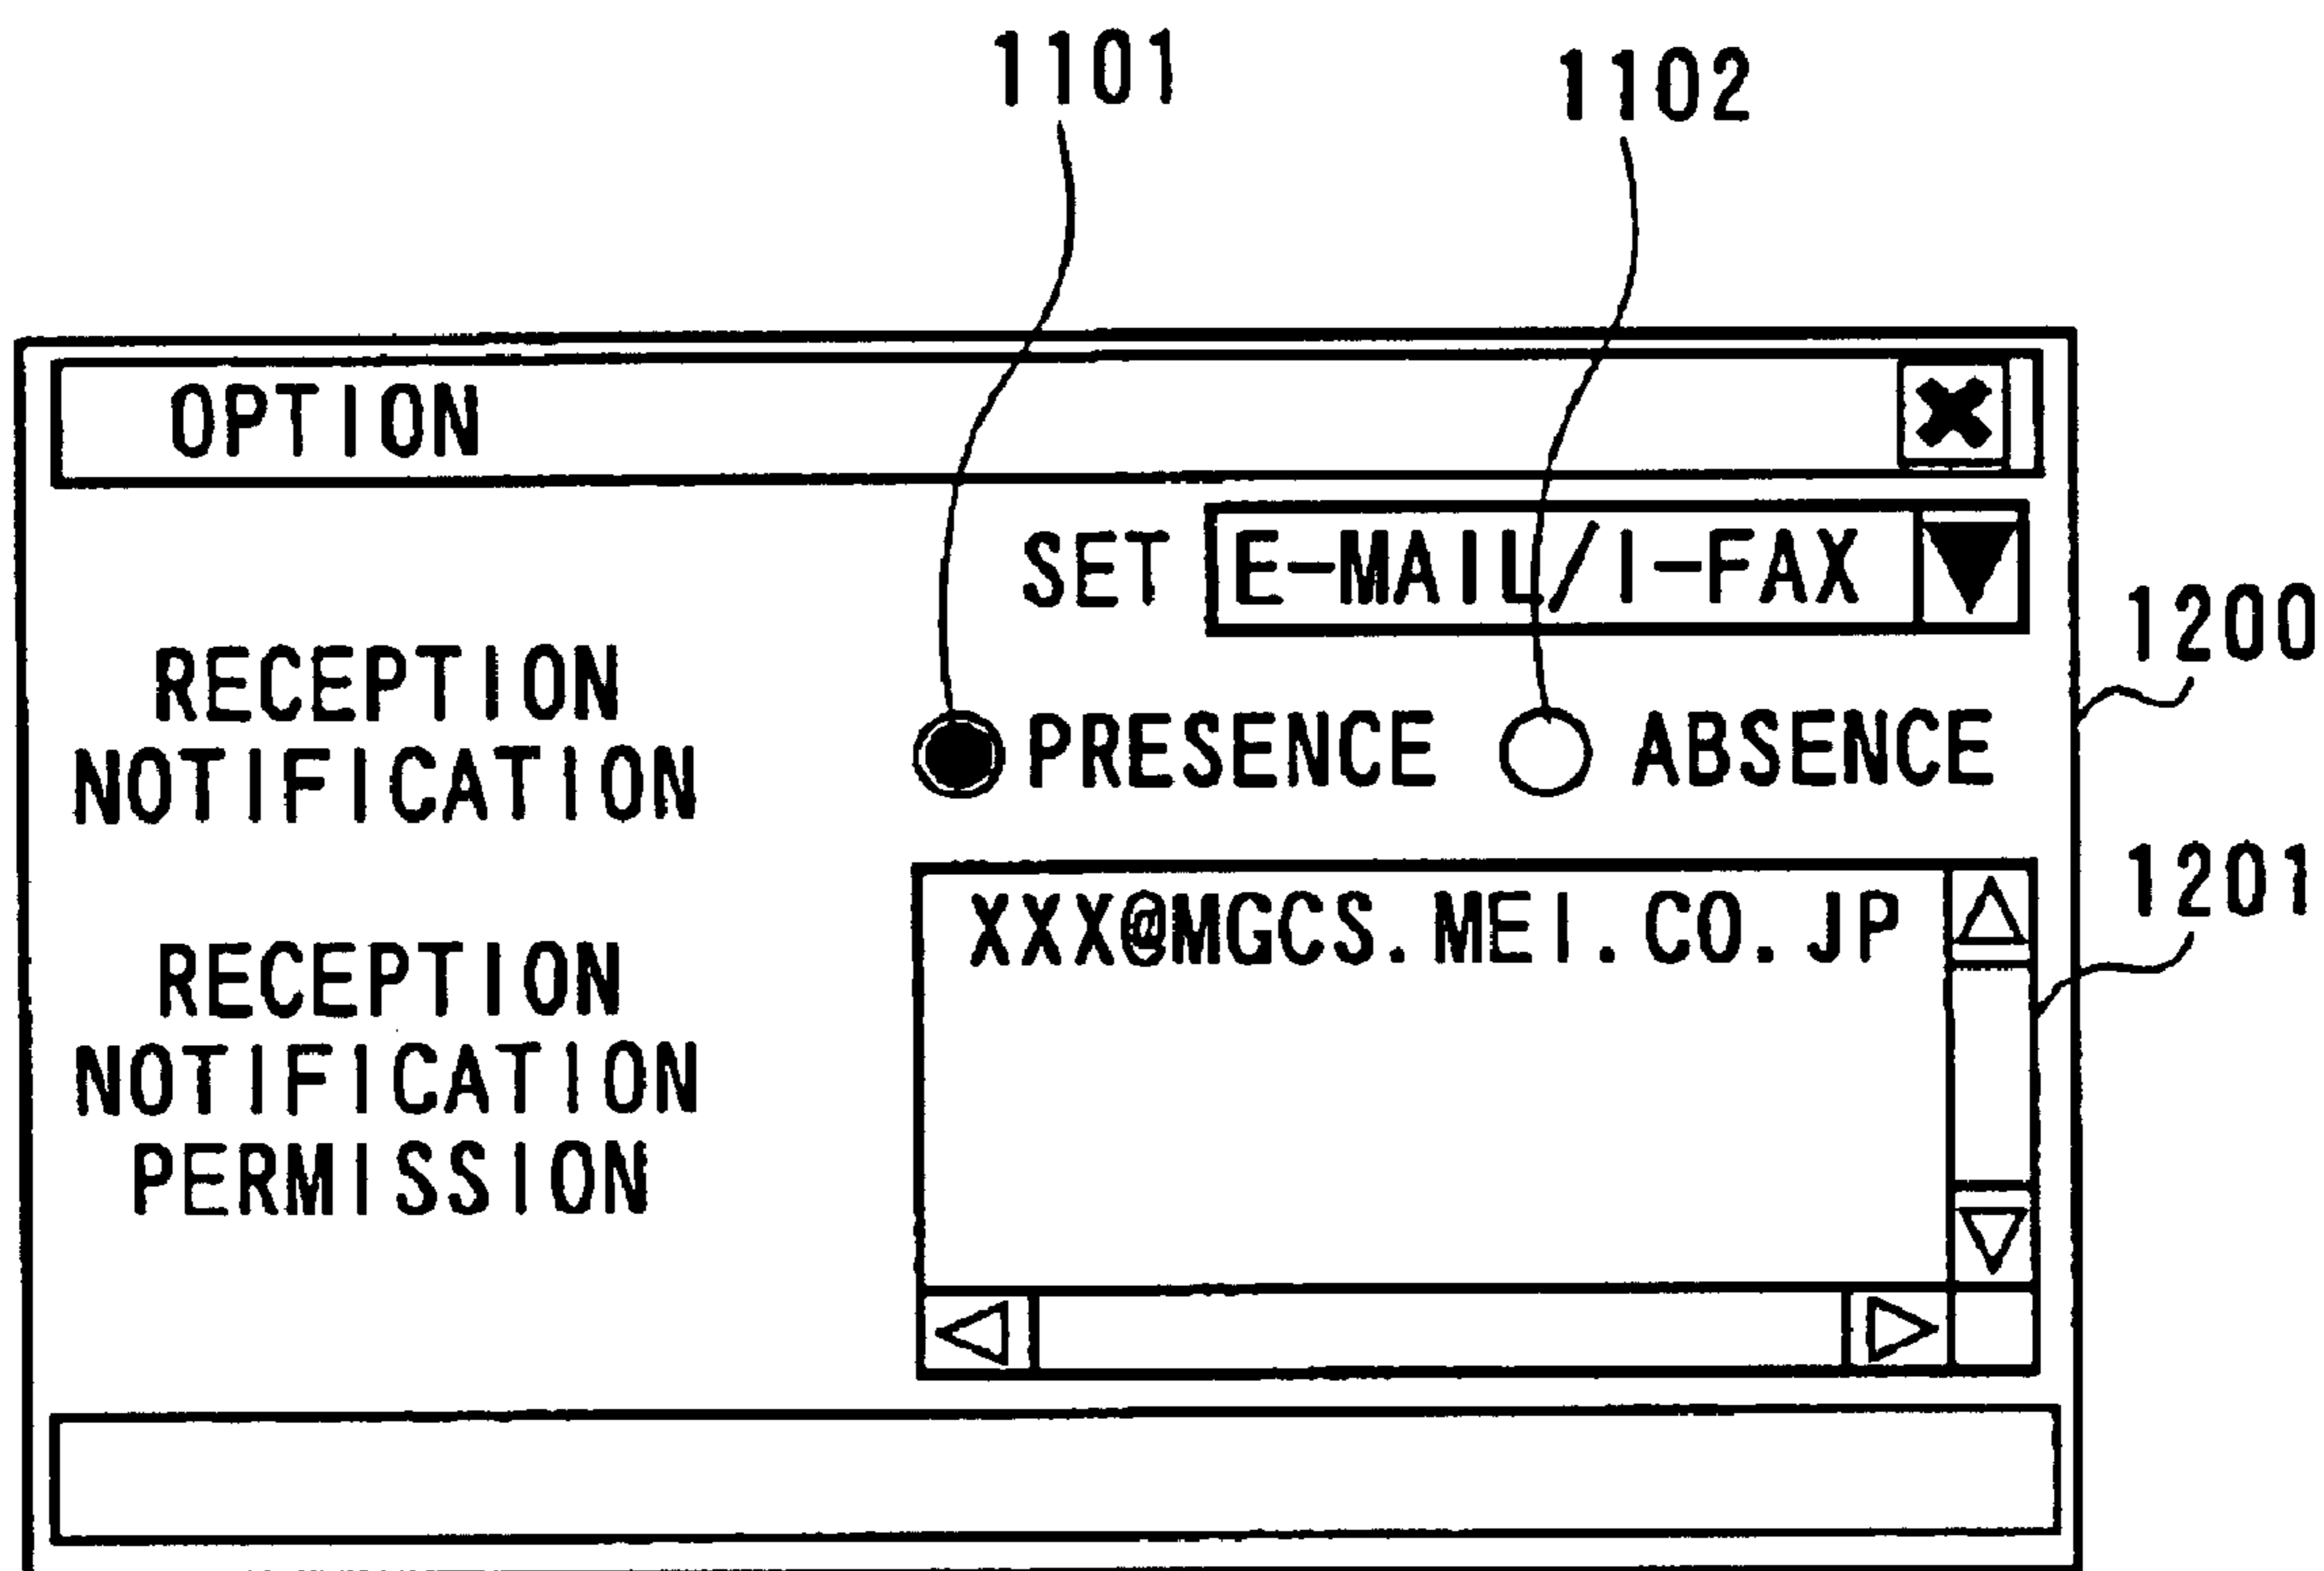 1101
1102
OPTION
SET E-MAIL/I-FAX
1200
RECEPTION
NOTIFICATION
PRESENCE ABSENCE
1201
XXX@MGCS.MEI.CO.JP
RECEPTION
NOTIFICATION
PERMISSION